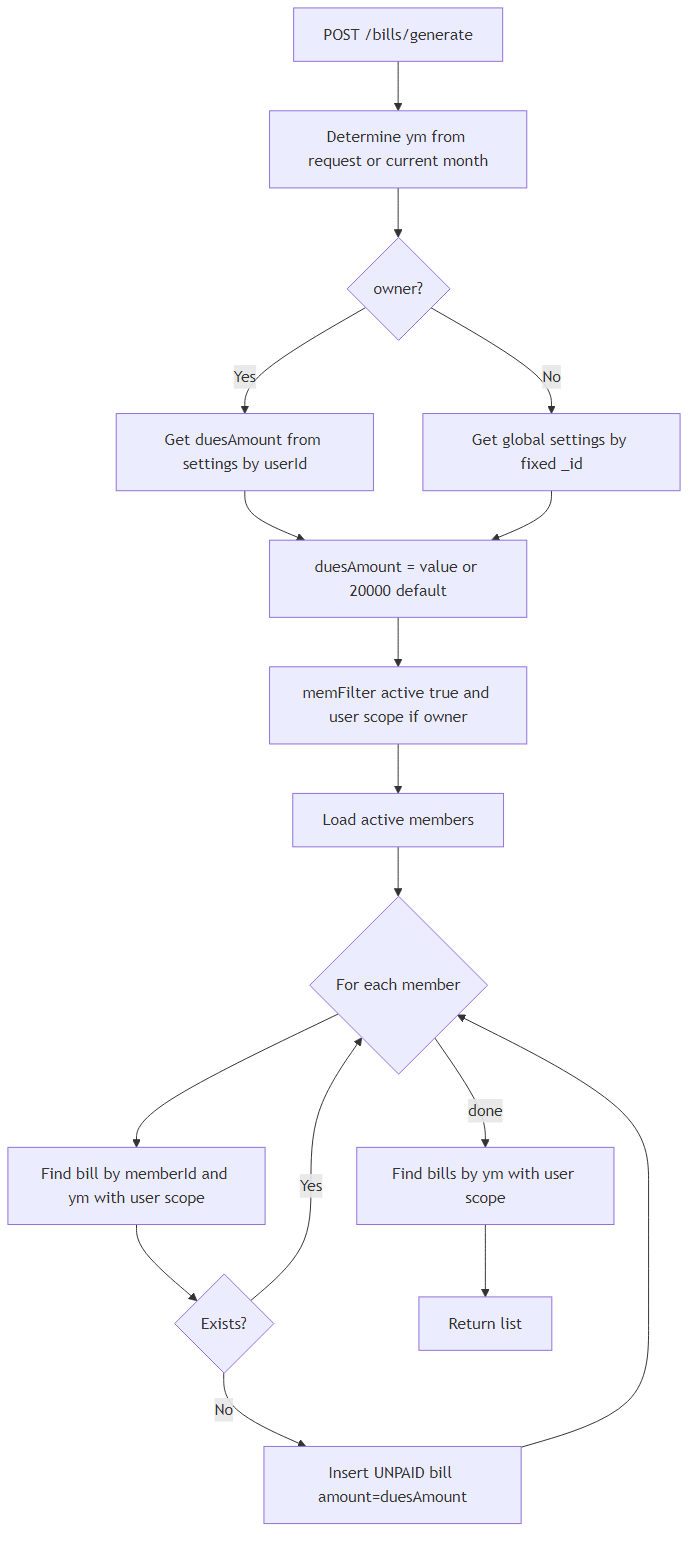 POST /bills/generate
Determine ym from
request or current month
owner?
Yes
No
Get duesAmount from
settings by userId
Get global settings by
fixed _id
duesAmount = value or
20000 default
memFilter active true and
user scope if owner
Load active members
For each member
done
Find bill by memberId and
ym with user scope
Yes
Find bills by ym with user
scope
Exists?
Return list
No
Insert UNPAID bill
amount=duesAmount